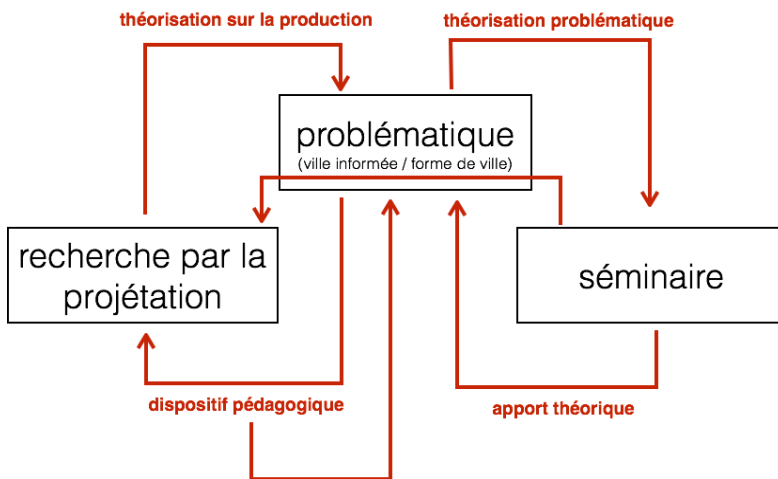 théorisation sur la production
théorisation problématique
problématique
(ville informée / forme de ville)
recherche par la
projétation
séminaire
dispositif pédagogique
apport théorique